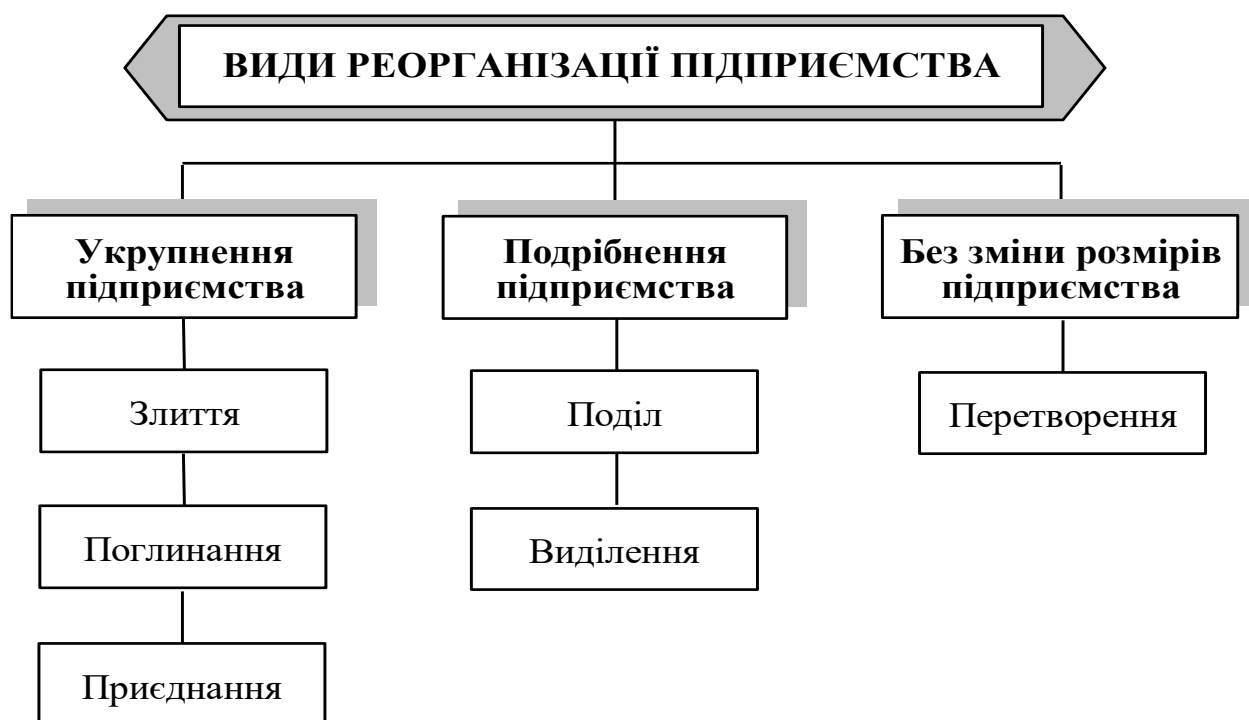 ВИДИ РЕОРГАНІЗАЦІЇ ПІДПРИЄМСТВА
Укрупнення
підприємства
Злиття
Поглинання
Приєднання
Подрібнення
підприємства
Поділ
Виділення
Без зміни розмірів
підприємства
Перетворення